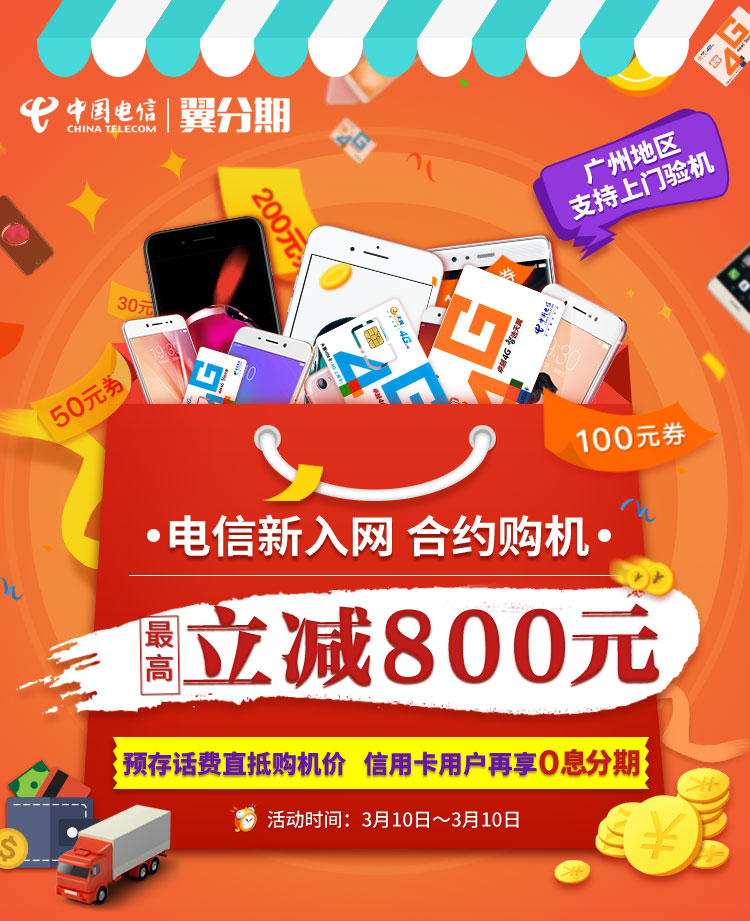 中国电信
CHINA TELECOM
翼分期
广州地区
支持上门验机
200元
30元
50元券
100元券
4G
电信新入网 合约购机
最高
立减800元
预存话费直抵购机价 信用卡用户再享0息分期
活动时间：3月10日～3月10日